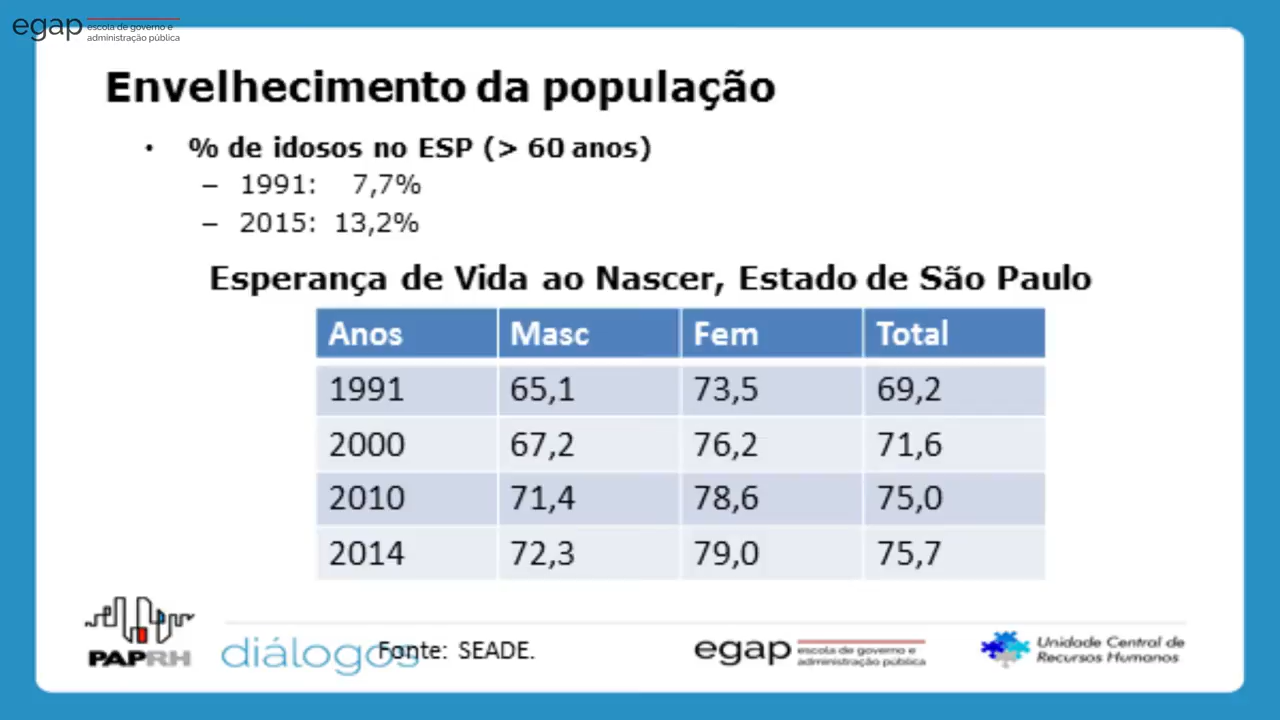 egap escola de governo e
administração pública
Envelhecimento da população
• % de idosos no ESP (> 60 anos)
– 1991: 7,7%
– 2015: 13,2%
Esperança de Vida ao Nascer, Estado de São Paulo
Anos Masc Fem Total
1991 65,1 73,5 69,2
2000 67,2 76,2 71,6
2010 71,4 78,6 75,0
2014 72,3 79,0 75,7
PAPRH
diálogos
Fonte: SEADE.
egap escola de governo e
administração pública
Unidade Central de
Recursos Humanos